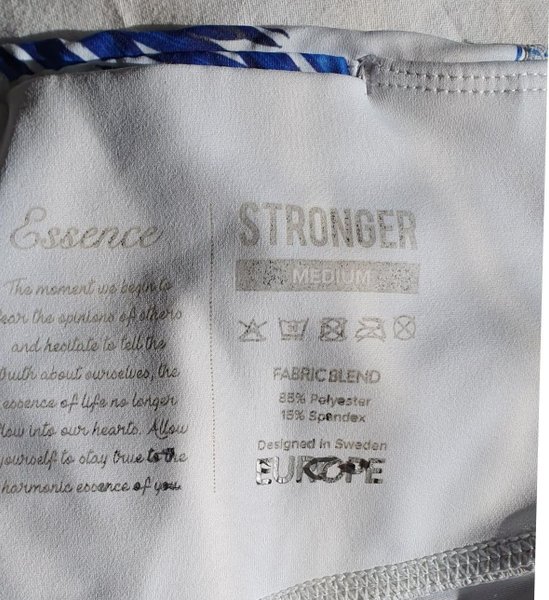 Essence
The moment we begin to
fear the opinions of others
and hesitate to tell the
truth about ourselves, the
essence of life no longer
flow into our hearts. Allow
yourself to stay true to the
harmonic essence of you.
STRONGER
MEDIUM
FABRIC BLEND
85% Polyester
15% Spandex
Designed in Sweden
EUROPE